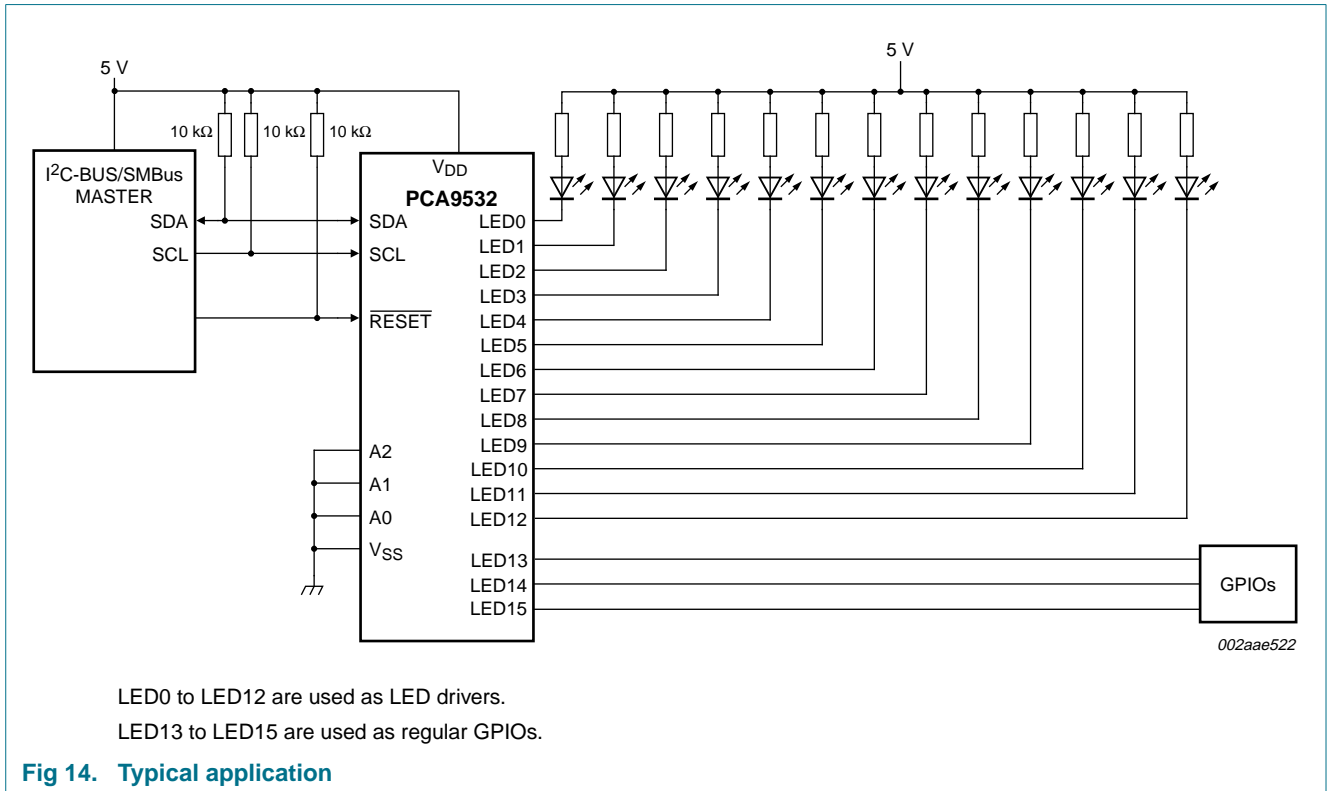 5 V
5 V
10 kΩ
10 kΩ
10 kΩ
I2C-BUS/SMBus
MASTER
SDA
SCL
VDD
PCA9532
SDA
SCL
RESET
A2
A1
A0
VSS
LED0
LED1
LED2
LED3
LED4
LED5
LED6
LED7
LED8
LED9
LED10
LED11
LED12
LED13
LED14
LED15
GPIOs
002aae522
LED0 to LED12 are used as LED drivers.
LED13 to LED15 are used as regular GPIOs.
Fig 14. Typical application